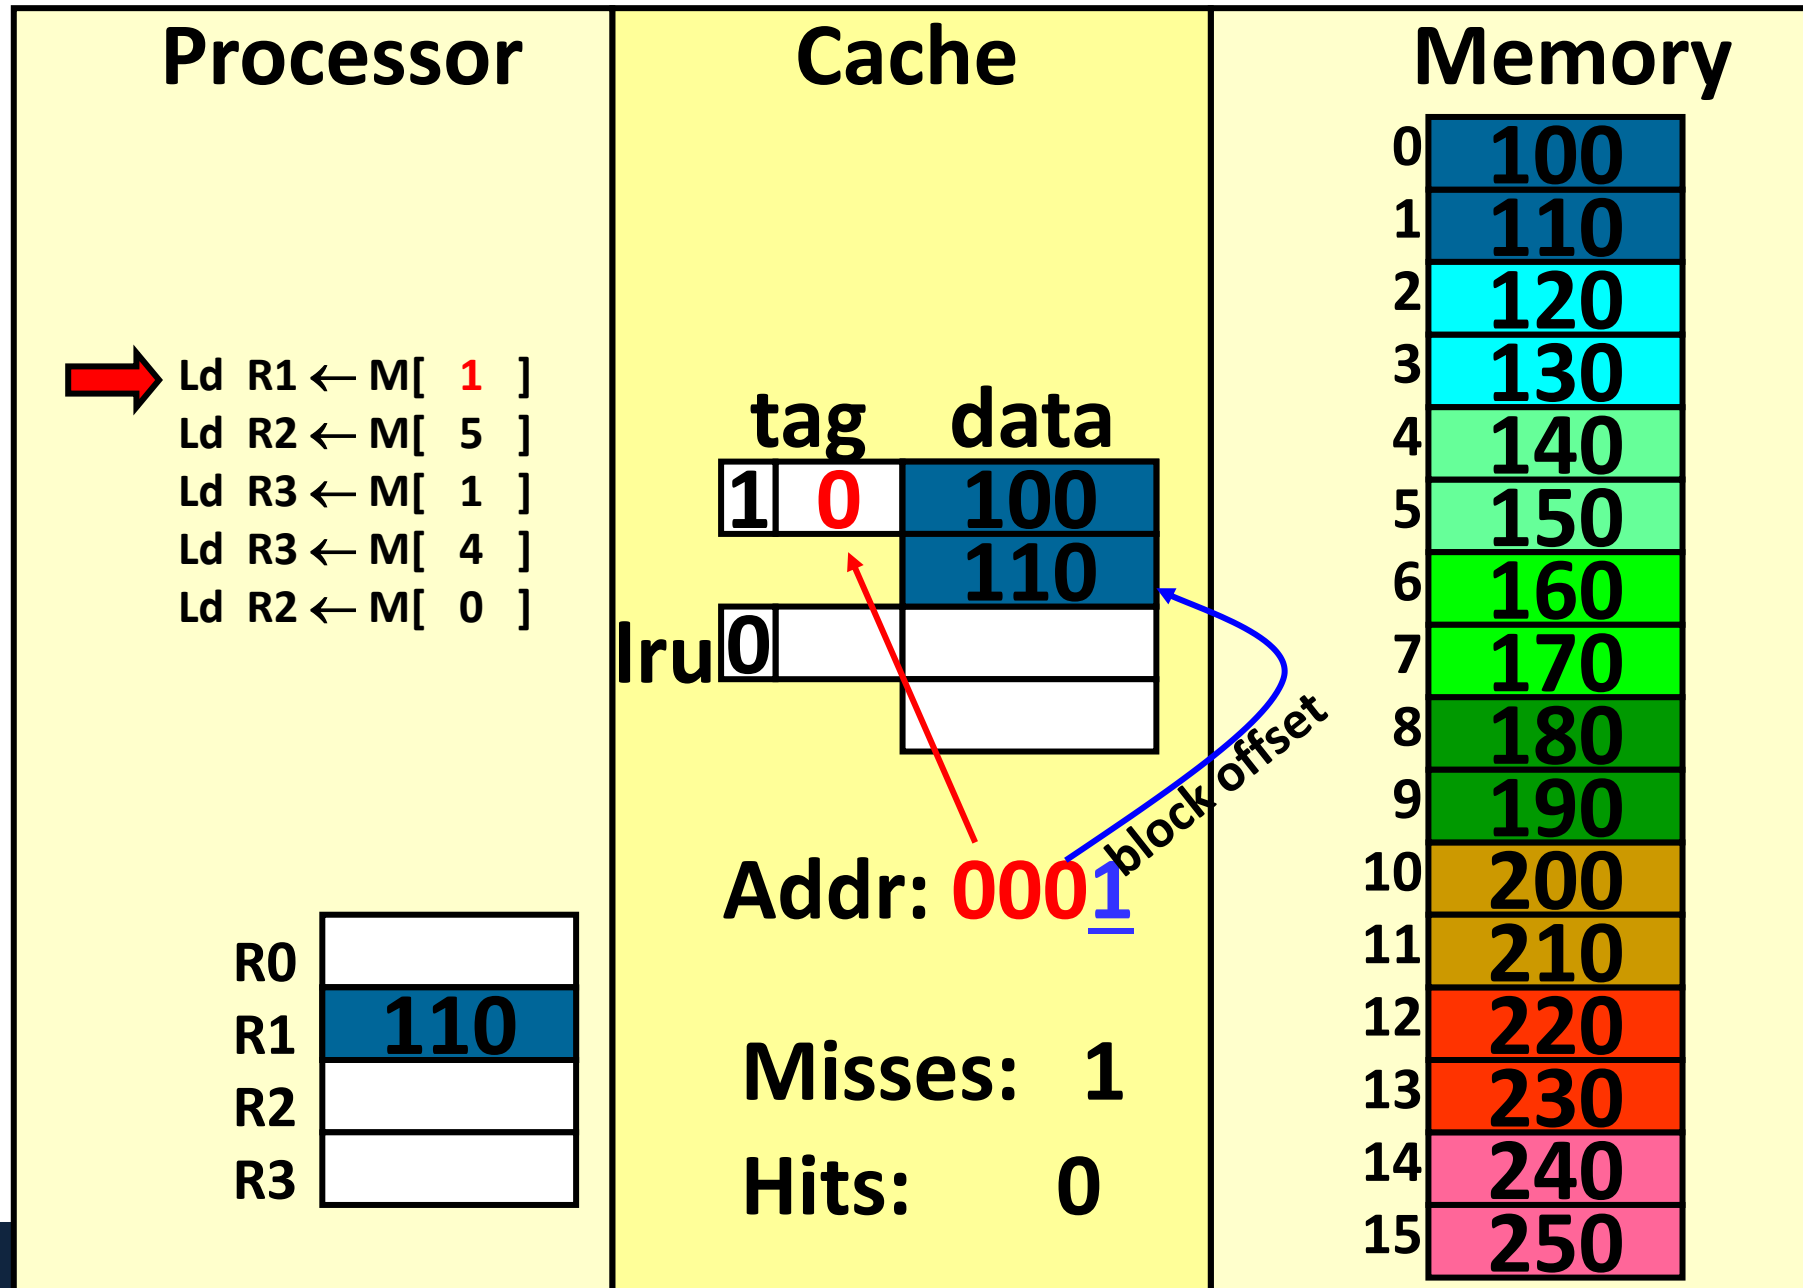 Processor
Ld R1 ← M[ 1 ]
Ld R2 ← M[ 5 ]
Ld R3 ← M[ 1 ]
Ld R3 ← M[ 4 ]
Ld R2 ← M[ 0 ]
R0
R1 110
R2
R3
Cache
tag data
1 0 100
110
lru 0
block offset
Addr: 0001
Misses: 1
Hits: 0
Memory
0 100
1 110
2 120
3 130
4 140
5 150
6 160
7 170
8 180
9 190
10 200
11 210
12 220
13 230
14 240
15 250